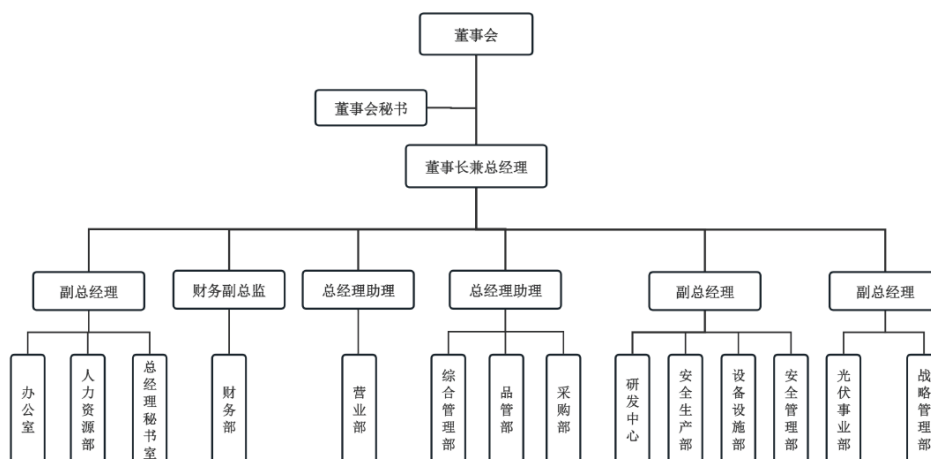 董事会
董事会秘书
董事长兼总经理
副总经理
财务副总监
总经理助理
总经理助理
副总经理
副总经理
办公室
人力资源部
总经理秘书室
财务部
营业部
综合管理部
品管部
采购部
研发中心
安全生产部
设备设施部
安全管理部
光伏事业部
战略管理部